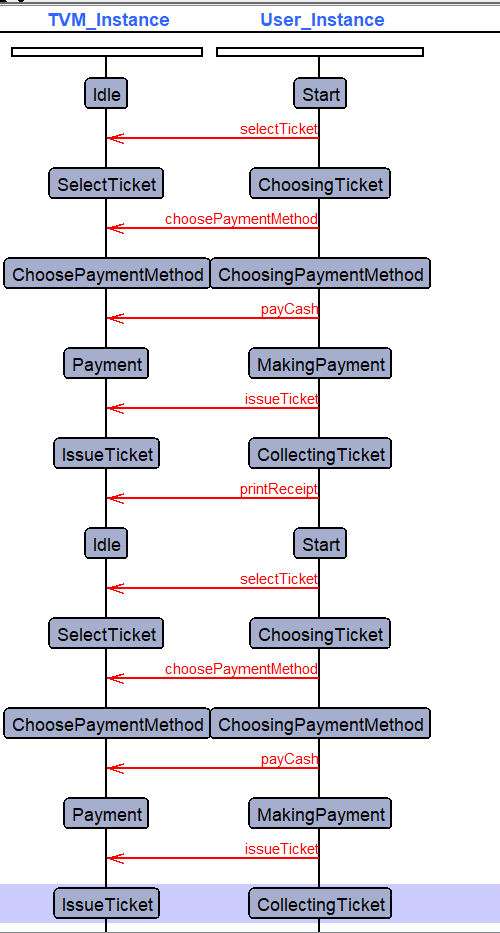 TVM_Instance User_Instance
Idle Start
selectTicket
SelectTicket ChoosingTicket
choosePaymentMethod
ChoosePaymentMethod ChoosingPaymentMethod
payCash
Payment MakingPayment
issueTicket
IssueTicket CollectingTicket
printReceipt
Idle Start
selectTicket
SelectTicket ChoosingTicket
choosePaymentMethod
ChoosePaymentMethod ChoosingPaymentMethod
payCash
Payment MakingPayment
issueTicket
IssueTicket CollectingTicket